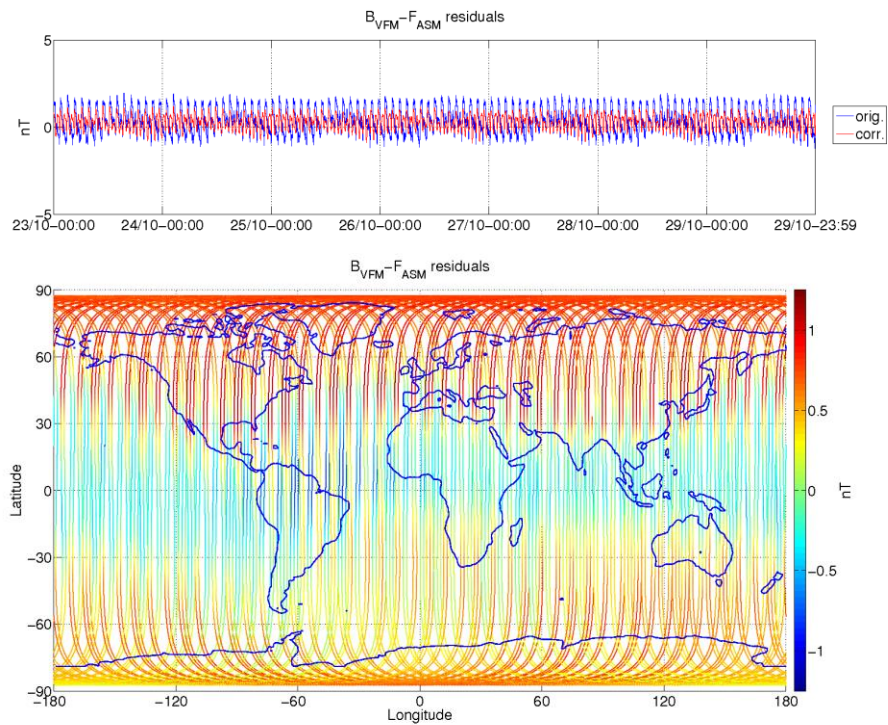 B_VFM−F_ASM residuals
5
0
−5
nT
23/10−00:00 24/10−00:00 25/10−00:00 26/10−00:00 27/10−00:00 28/10−00:00 29/10−00:00 29/10−23:59
orig.
corr.
B_VFM−F_ASM residuals
90
60
30
0
−30
−60
−90
Latitude
−180 −120 −60 0 60 120 180
Longitude
1
0.5
0
−0.5
−1
nT